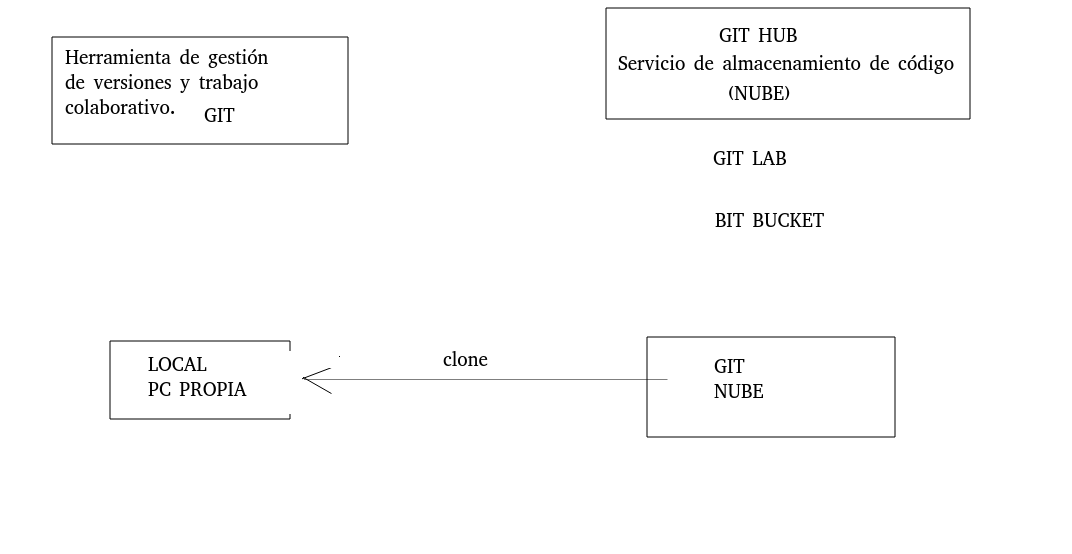 Herramienta de gestión
de versiones y trabajo
colaborativo.
GIT
GIT HUB
Servicio de almacenamiento de código
(NUBE)
GIT LAB
BIT BUCKET
LOCAL
PC PROPIA
clone
GIT
NUBE